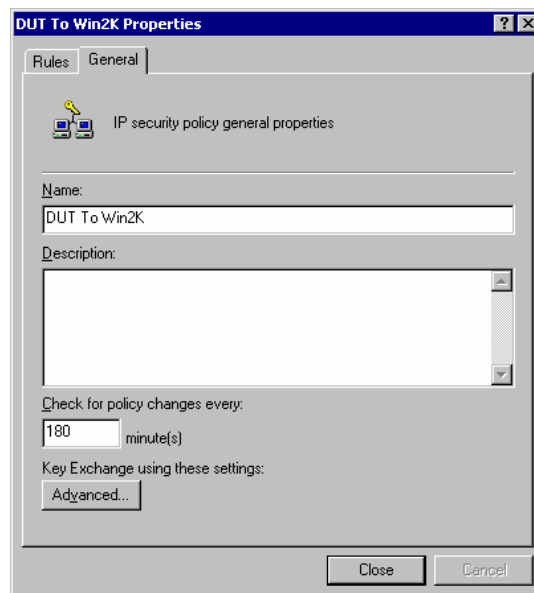 DUT To Win2K Properties
Rules
General
IP security policy general properties
Name:
DUT To Win2K
Description:
Check for policy changes every:
180 minute(s)
Key Exchange using these settings:
Advanced...
Close
Cancel